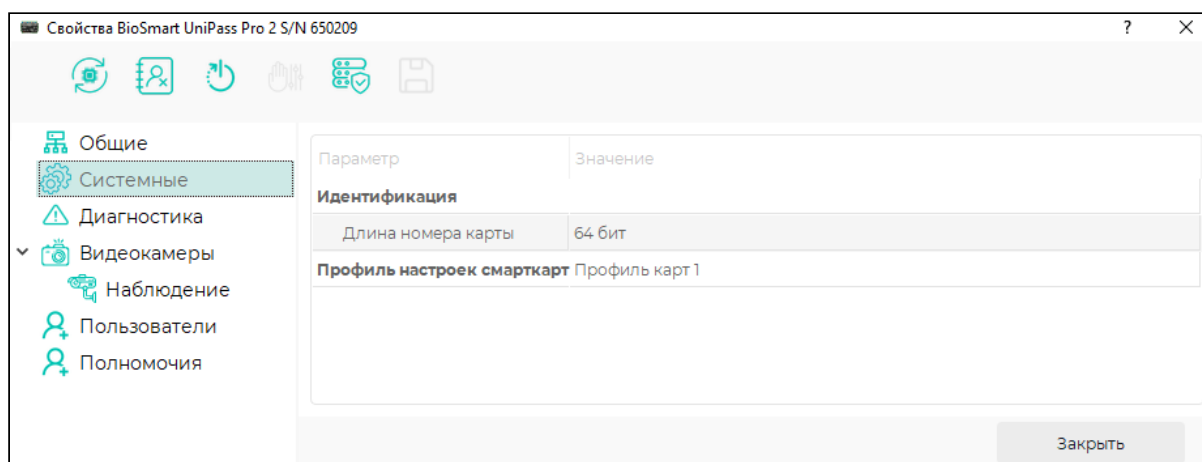 Свойства BioSmart UniPass Pro 2 S/N 650209
?
Общие
Системные
Диагностика
Видеокамеры
Наблюдение
Пользователи
Полномочия
Параметр Значение
Идентификация
Длина номера карты 64 бит
Профиль настроек смарткарт Профиль карт 1
Закрыть